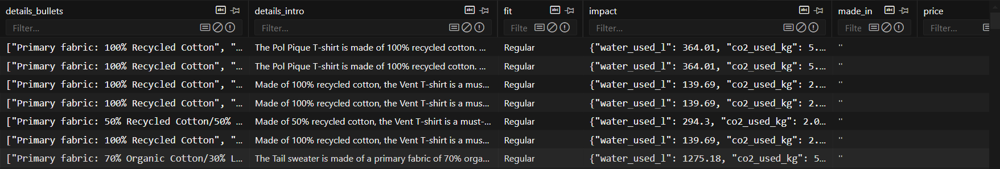 details_bullets abc details_intro abc fit abc impact abc made_in abc price
Filter... Filter... Filte Filter... Filte Filter...
["Primary fabric: 100% Recycled Cotton", "... The Pol Pique T-shirt is made of 100% recycled cotton. ... Regular {"water_used_l": 364.01, "co2_used_kg": 5.... "
["Primary fabric: 100% Recycled Cotton", "... The Pol Pique T-shirt is made of 100% recycled cotton. ... Regular {"water_used_l": 364.01, "co2_used_kg": 5.... "
["Primary fabric: 100% Recycled Cotton", "... Made of 100% recycled cotton, the Vent T-shirt is a mus... Regular {"water_used_l": 139.69, "co2_used_kg": 2.... "
["Primary fabric: 100% Recycled Cotton", "... Made of 100% recycled cotton, the Vent T-shirt is a mus... Regular {"water_used_l": 139.69, "co2_used_kg": 2.... "
["Primary fabric: 50% Recycled Cotton/50% ... Made of 50% recycled cotton, the Vent T-shirt is a must-... Regular {"water_used_l": 294.3, "co2_used_kg": 2.0... "
["Primary fabric: 100% Recycled Cotton", "... Made of 100% recycled cotton, the Vent T-shirt is a mus... Regular {"water_used_l": 139.69, "co2_used_kg": 2.... "
["Primary fabric: 70% Organic Cotton/30% L... The Tail sweater is made of a primary fabric of 70% orga... Regular {"water_used_l": 1275.18, "co2_used_kg": 5... "